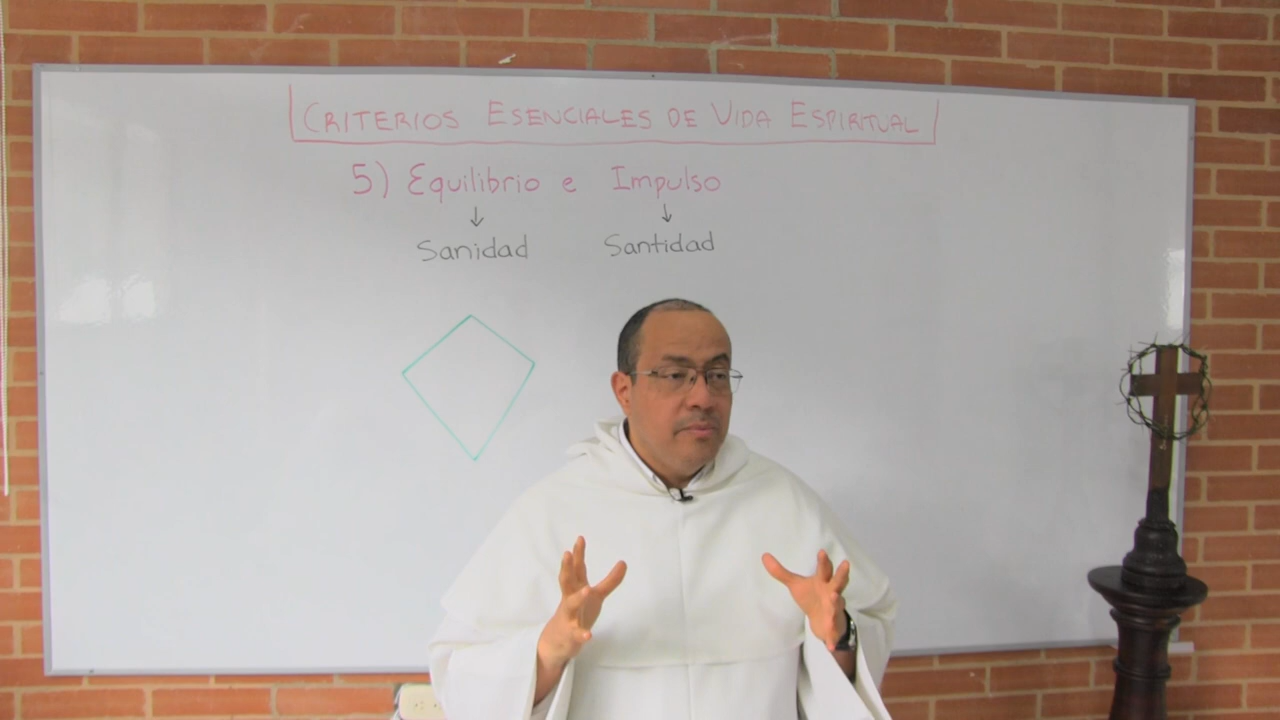 CRITERIOS ESENCIALES DE VIDA ESPIRITUAL
5) Equilibrio e Impulso
↓ ↓
Sanidad Santidad